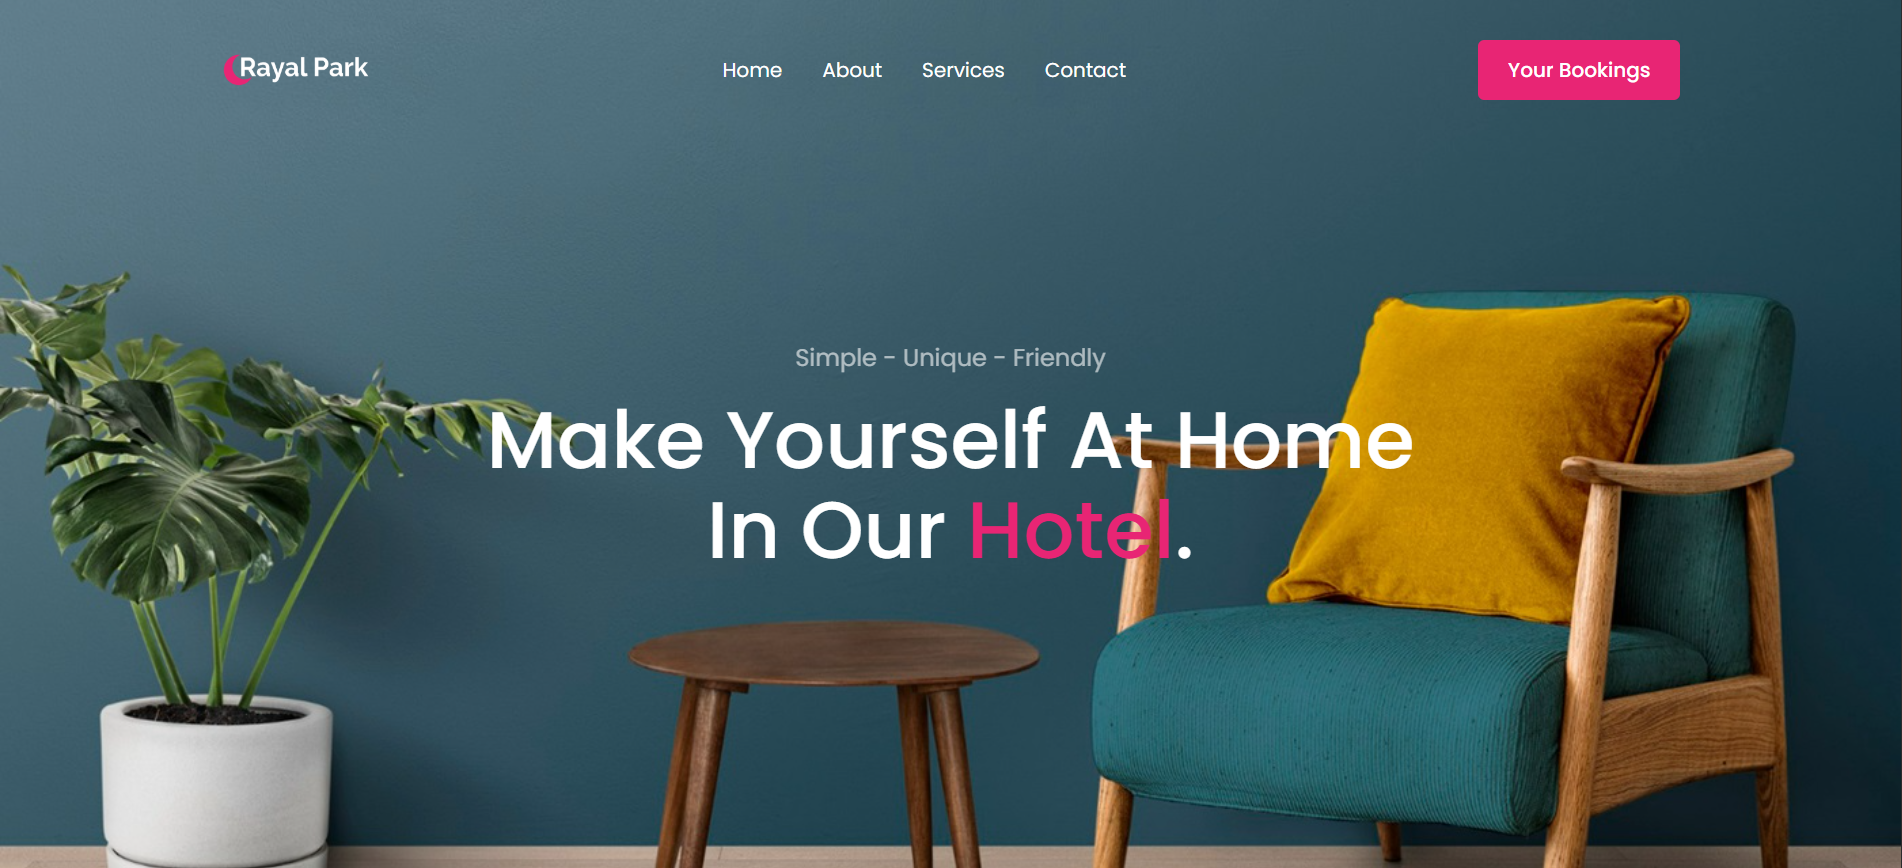 Rayal Park
Home
About
Services
Contact
Your Bookings
Simple - Unique - Friendly
Make Yourself At Home
In Our Hotel.